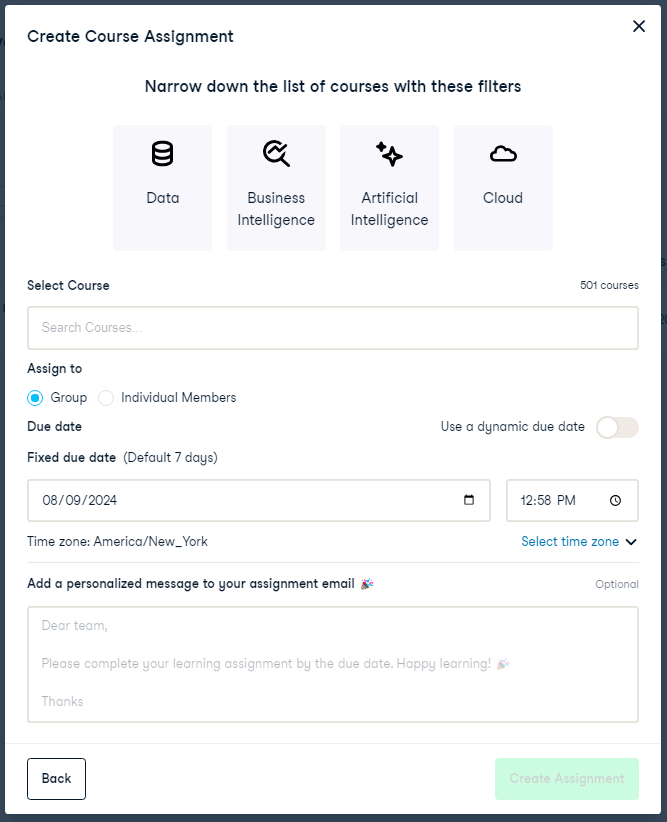 Create Course Assignment
Narrow down the list of courses with these filters
Data
Business
Intelligence
Artificial
Intelligence
Cloud
Select Course
501 courses
Search Courses...
Assign to
Group
Individual Members
Due date
Use a dynamic due date
Fixed due date (Default 7 days)
08/09/2024
12:58 PM
Time zone: America/New_York
Select time zone
Add a personalized message to your assignment email 🎉
Optional
Dear team,
Please complete your learning assignment by the due date. Happy learning! 🎉
Thanks
Back
Create Assignment